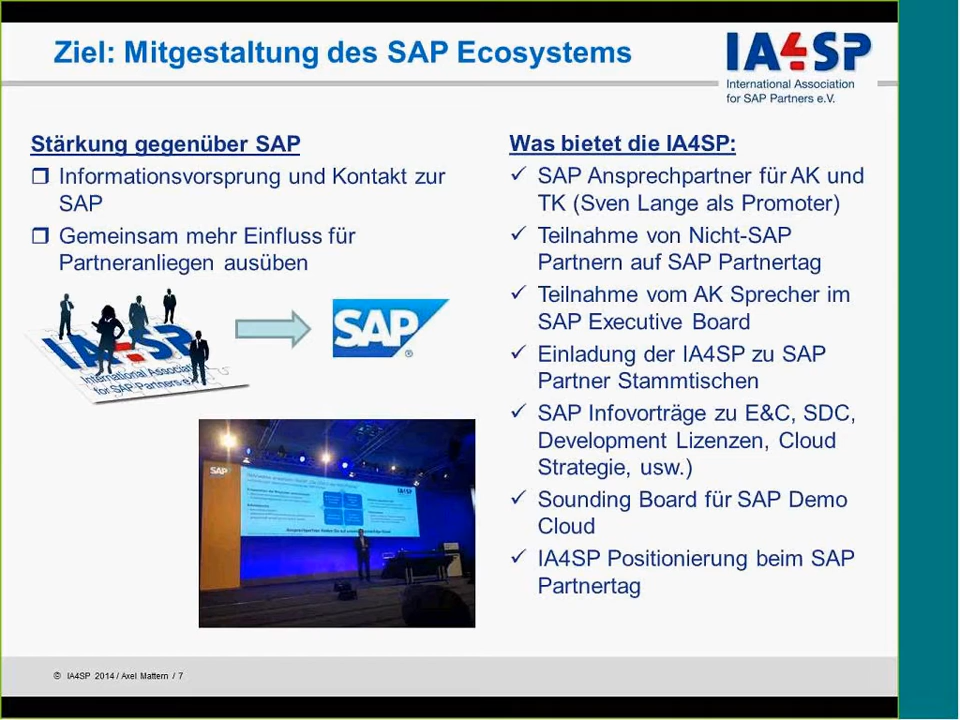 Ziel: Mitgestaltung des SAP Ecosystems
IA4SP
International Association
for SAP Partners e.V.
Stärkung gegenüber SAP
Informationsvorsprung und Kontakt zur
SAP
Gemeinsam mehr Einfluss für
Partneranliegen ausüben
IA4SP
International Associat
for SAP Partners e.
SAP
®
SAP
IA4SP
Was bietet die IA4SP:
SAP Ansprechpartner für AK und
TK (Sven Lange als Promoter)
Teilnahme von Nicht-SAP
Partnern auf SAP Partnertag
Teilnahme vom AK Sprecher im
SAP Executive Board
Einladung der IA4SP zu SAP
Partner Stammtischen
SAP Infovorträge zu E&C, SDC,
Development Lizenzen, Cloud
Strategie, usw.)
Sounding Board für SAP Demo
Cloud
IA4SP Positionierung beim SAP
Partnertag
© IA4SP 2014 / Axel Mattern / 7